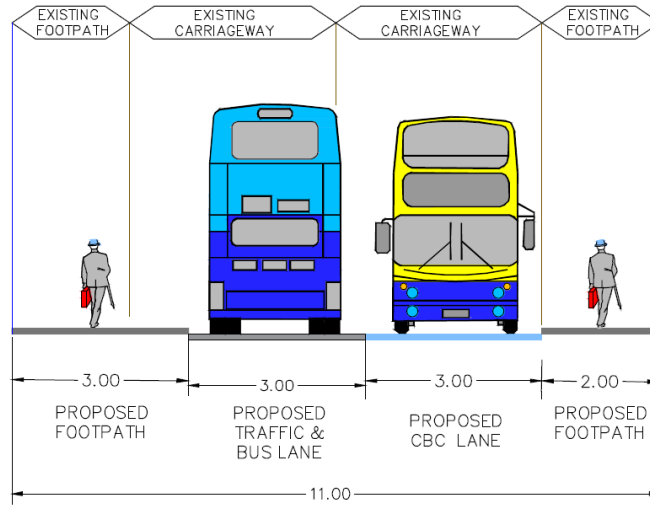 EXISTING
FOOTPATH
EXISTING
CARRIAGEWAY
EXISTING
CARRIAGEWAY
EXISTING
FOOTPATH
3.00
3.00
3.00
2.00
PROPOSED
FOOTPATH
PROPOSED
TRAFFIC &
BUS LANE
PROPOSED
CBC LANE
PROPOSED
FOOTPATH
11.00